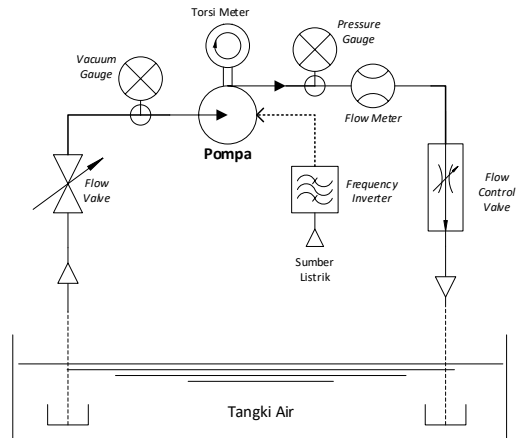 Torsi Meter
Pressure
Gauge
Vacuum
Gauge
Flow Meter
Pompa
Flow
Valve
Frequency
Inverter
Flow
Control
Valve
Sumber
Listrik
Tangki Air